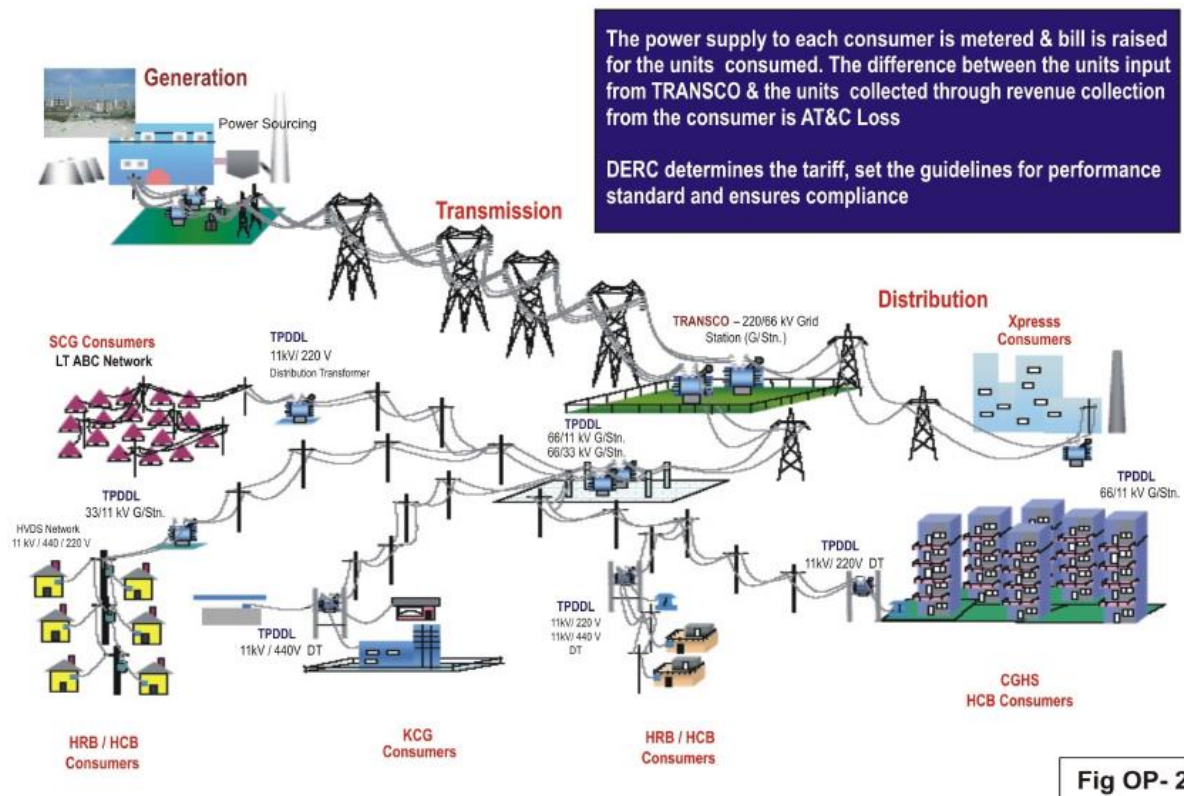 The power supply to each consumer is metered & bill is raised
for the units consumed. The difference between the units input
from TRANSCO & the units collected through revenue collection
from the consumer is AT&C Loss
DERC determines the tariff, set the guidelines for performance
standard and ensures compliance
Generation
Power Sourcing
Transmission
Distribution
TRANSCO – 220/66 kV Grid
Station (G/Stn.)
Xpresss
Consumers
SCG Consumers
LT ABC Network
TPDDL
11kV/ 220 V
Distribution Transformer
TPDDL
66/11 kV G/Stn.
66/33 kV G/Stn.
TPDDL
66/11 kV G/Stn.
TPDDL
33/11 kV G/Stn.
HVDS Network
11 kV / 440 / 220 V
TPDDL
11kV / 440V DT
TPDDL
11kV/ 220 V
11kV/ 440 V
DT
TPDDL
11kV/ 220V DT
HRB / HCB
Consumers
KCG
Consumers
HRB / HCB
Consumers
CGHS
HCB Consumers
Fig OP- 2